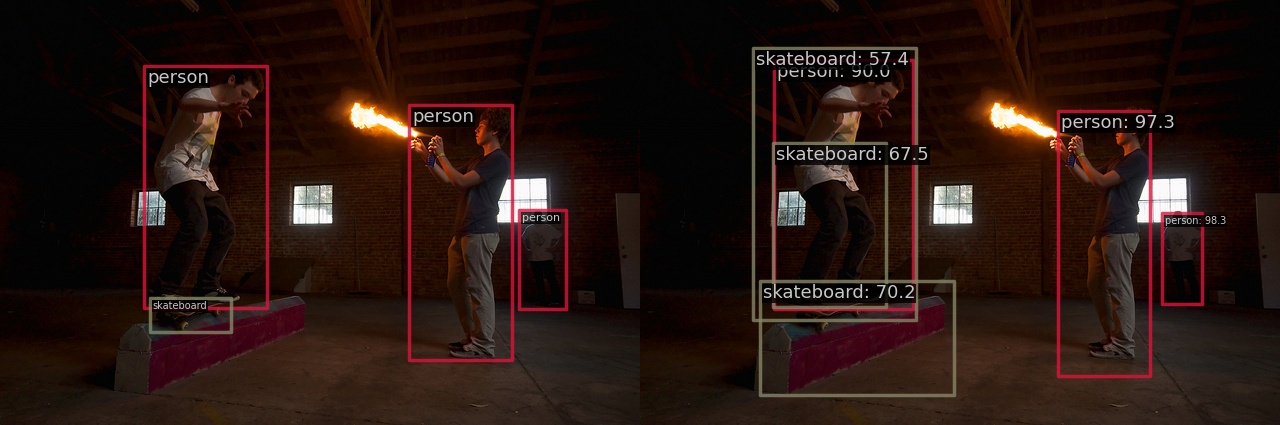 person
person
person
skateboard
skateboard: 57.4
person: 90.0
skateboard: 67.5
person: 97.3
person: 98.3
skateboard: 70.2